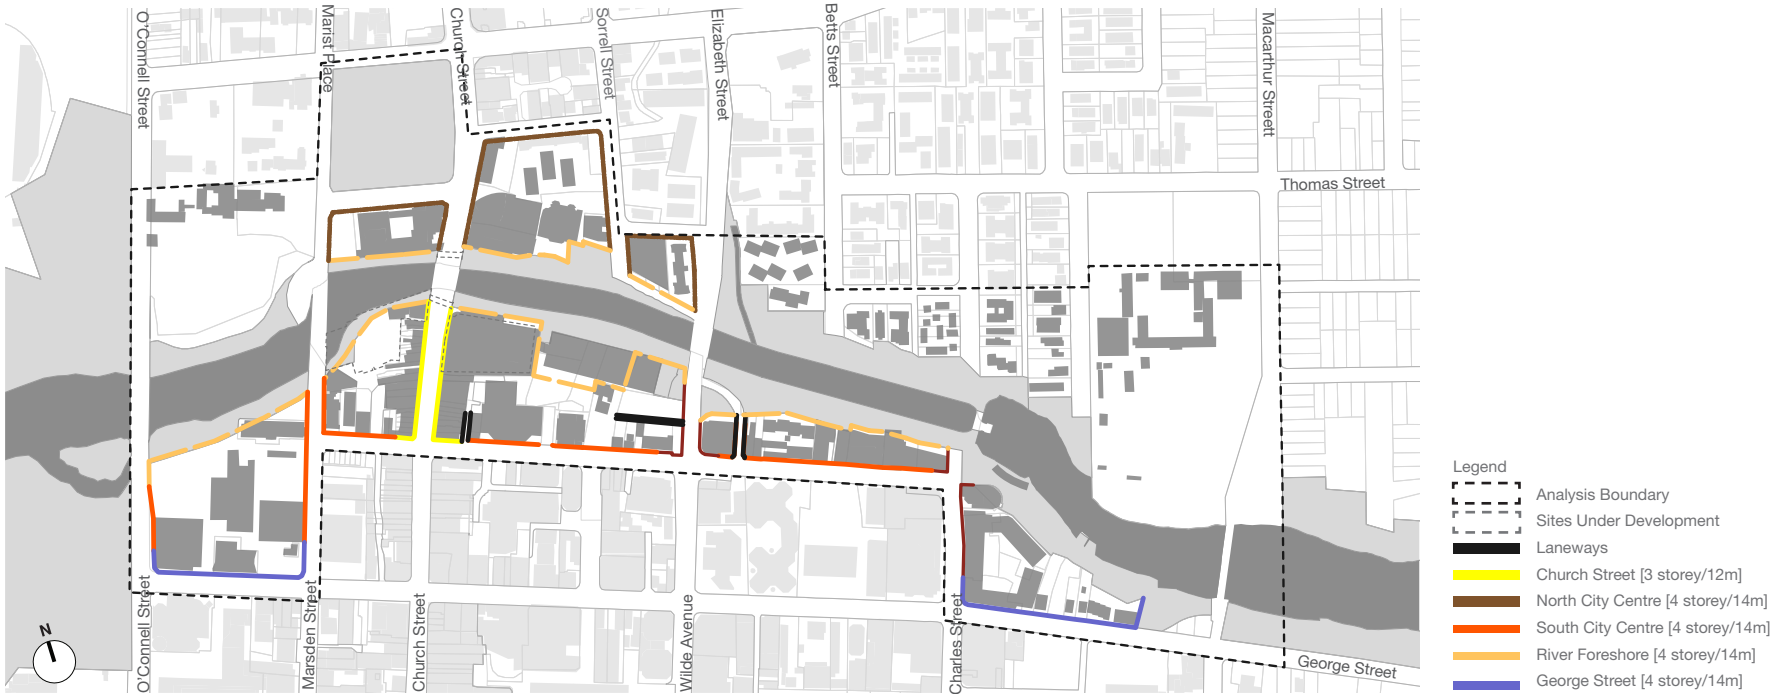 O'Connell Street
Marist Place
Church Street
Sorrell Street
Elizabeth Street
Betts Street
Macarthur Streett
Thomas Street
N
O'Connell Street
Marsden Street
Church Street
Wilde Avenue
Charles Street
George Street
Legend
Analysis Boundary
Sites Under Development
Laneways
Church Street [3 storey/12m]
North City Centre [4 storey/14m]
South City Centre [4 storey/14m]
River Foreshore [4 storey/14m]
George Street [4 storey/14m]